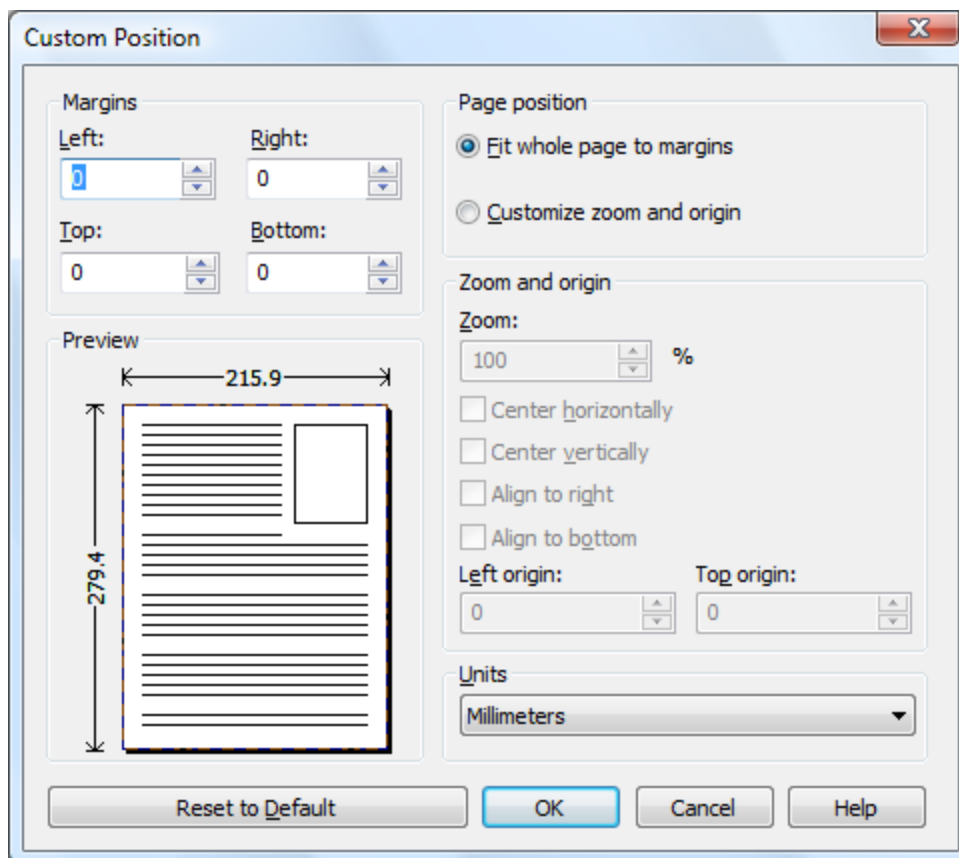 Custom Position
Margins
Left:
Right:
0
0
Top:
Bottom:
0
0
Preview
215.9
279.4
Page position
Fit whole page to margins
Customize zoom and origin
Zoom and origin
Zoom:
100
%
Center horizontally
Center vertically
Align to right
Align to bottom
Left origin:
Top origin:
0
0
Units
Millimeters
Reset to Default
OK
Cancel
Help